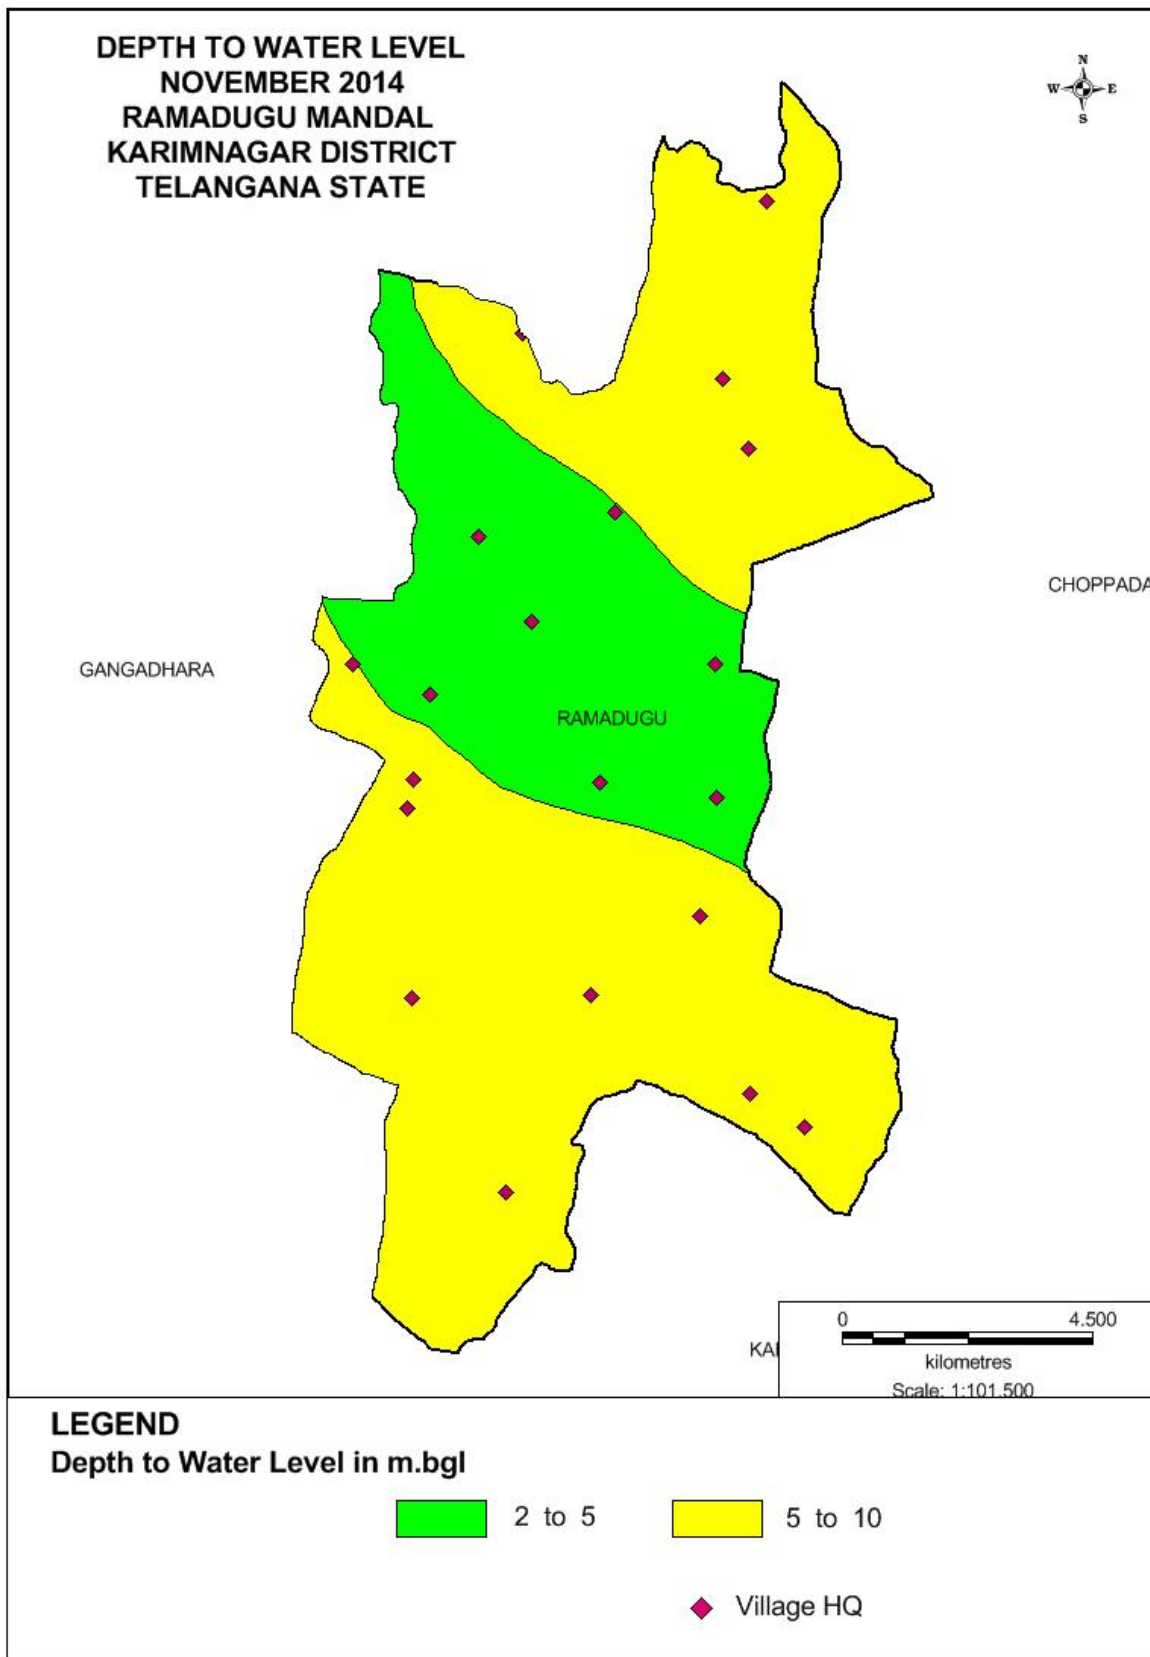 DEPTH TO WATER LEVEL
NOVEMBER 2014
RAMADUGU MANDAL
KARIMNAGAR DISTRICT
TELANGANA STATE
N
W E
S
CHOPPADA
GANGADHARA
RAMADUGU
KAI
0 4.500
kilometres
Scale: 1:101,500
LEGEND
Depth to Water Level in m.bgl
2 to 5 5 to 10
Village HQ